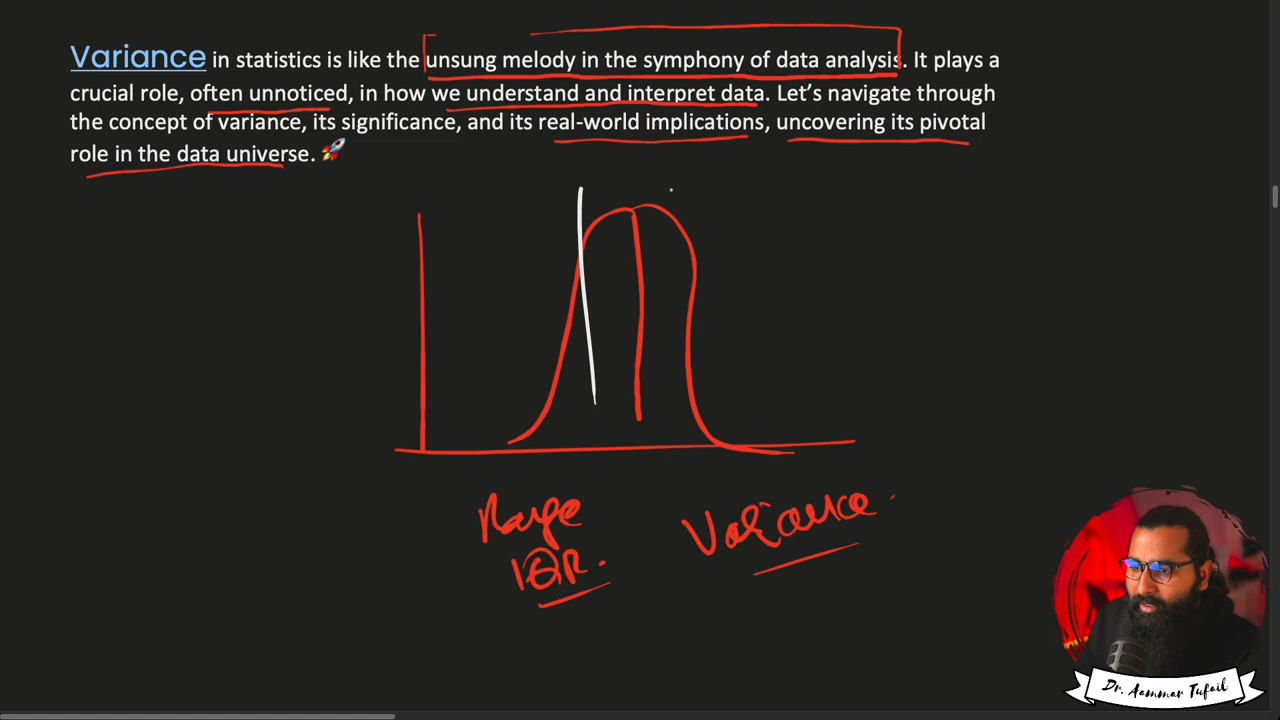 Variance in statistics is like the unsung melody in the symphony of data analysis. It plays a
crucial role, often unnoticed, in how we understand and interpret data. Let’s navigate through
the concept of variance, its significance, and its real-world implications, uncovering its pivotal
role in the data universe. 🚀
Range
IQR.
Variance
Dr. Aammar Tufail